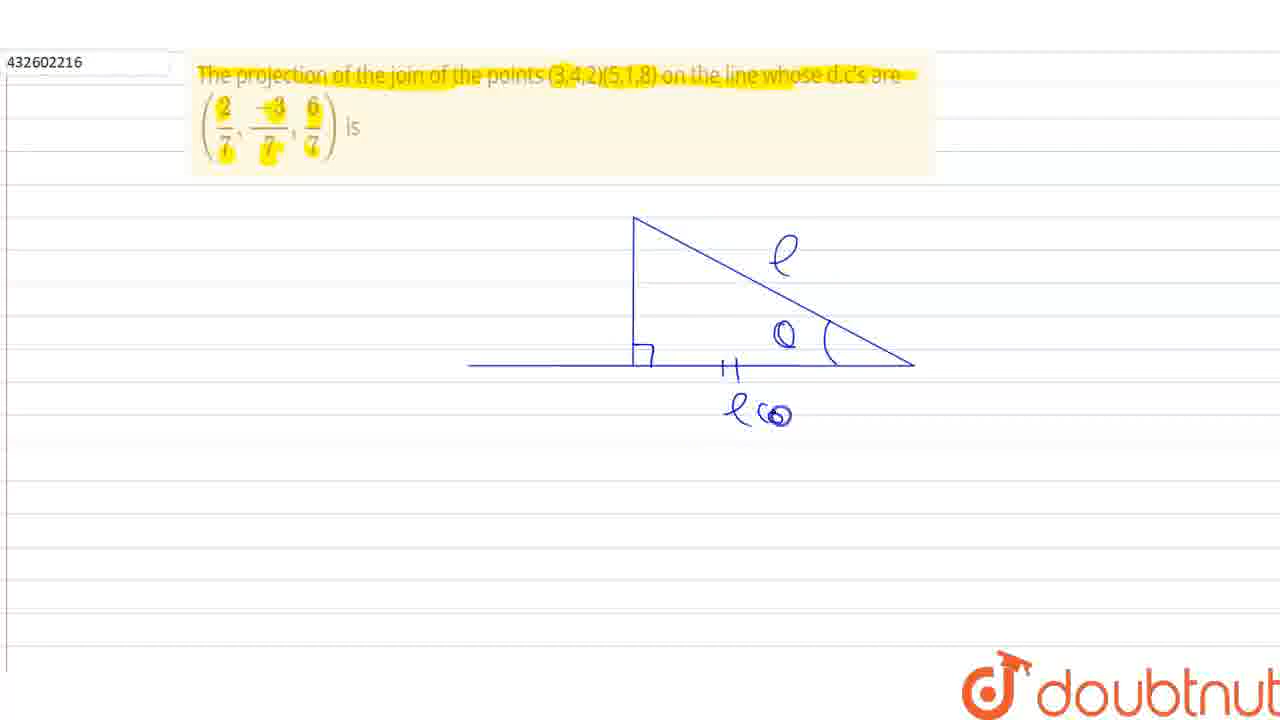 432602216
The projection of the join of the points (3,4,2)(5,1,8) on the line whose d.c's are
(2/7, -3/7, 6/7) is
l
θ
l cos
doubtnut